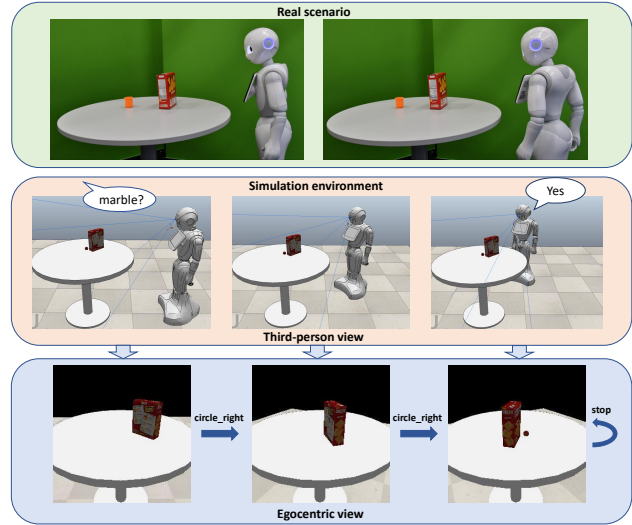 Real scenario
Simulation environment
marble?
Yes
Third-person view
circle_right
circle_right
stop
Egocentric view